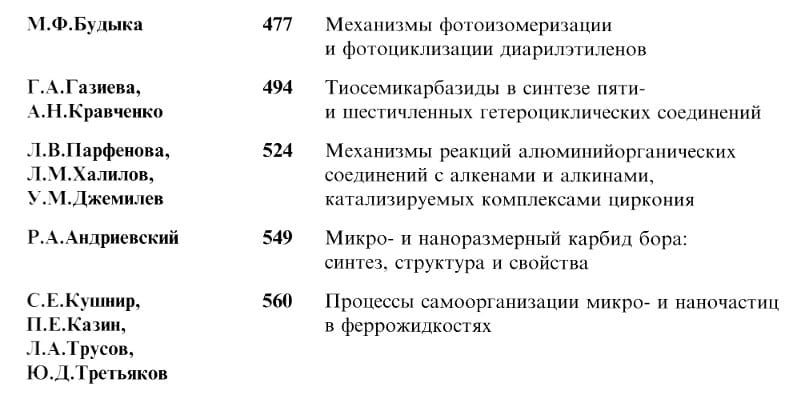 М.Ф.Будыка 477 Механизмы фотоизомеризации
и фотоциклизации диарилэтиленов
Г.А.Газиева, 494 Тиосемикарбазиды в синтезе пяти-
А.Н.Кравченко и шестичленных гетероциклических соединений
Л.В.Парфенова, 524 Механизмы реакций алюминийорганических
Л.М.Халилов, соединений с алкенами и алкинами,
У.М.Джемилев катализируемых комплексами циркония
Р.А.Андриевский 549 Микро- и наноразмерный карбид бора:
синтез, структура и свойства
С.Е.Кушнир, 560 Процессы самоорганизации микро- и наночастиц
П.Е.Казин, в феррожидкостях
Л.А.Трусов,
Ю.Д.Третьяков